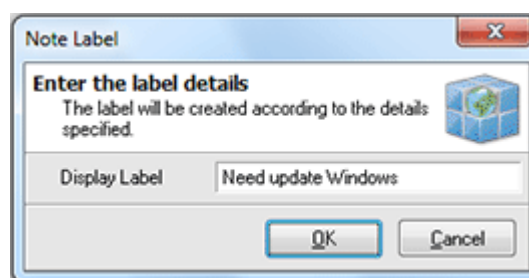 Note Label
Enter the label details
The label will be created according to the details
specified.
Display Label Need update Windows
OK Cancel